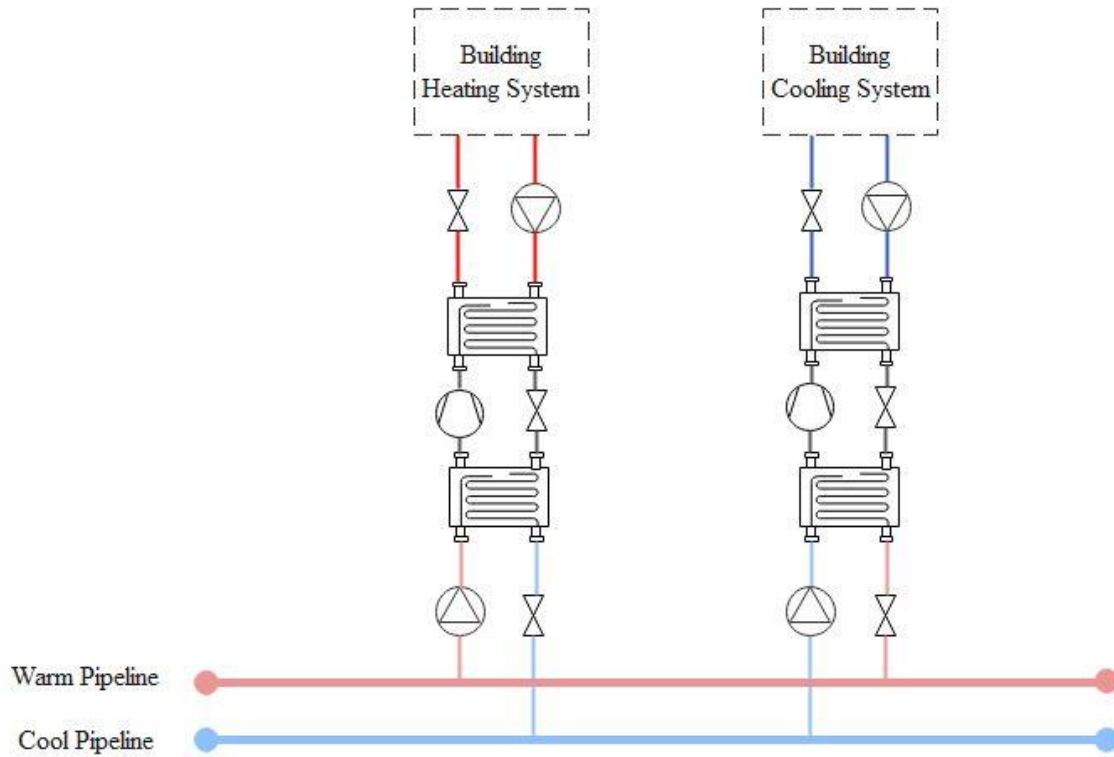 Building
Heating System
Building
Cooling System
Warm Pipeline
Cool Pipeline